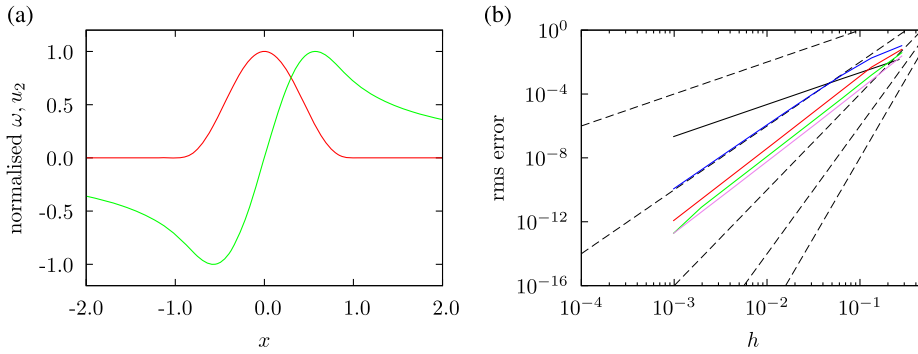 (a)
normalised ω, u₂
1.0
0.5
0.0
-0.5
-1.0
-2.0 -1.0 0.0 1.0 2.0
x
(b)
rms error
10⁰
10⁻⁴
10⁻⁸
10⁻¹²
10⁻¹⁶
10⁻⁴ 10⁻³ 10⁻² 10⁻¹
h